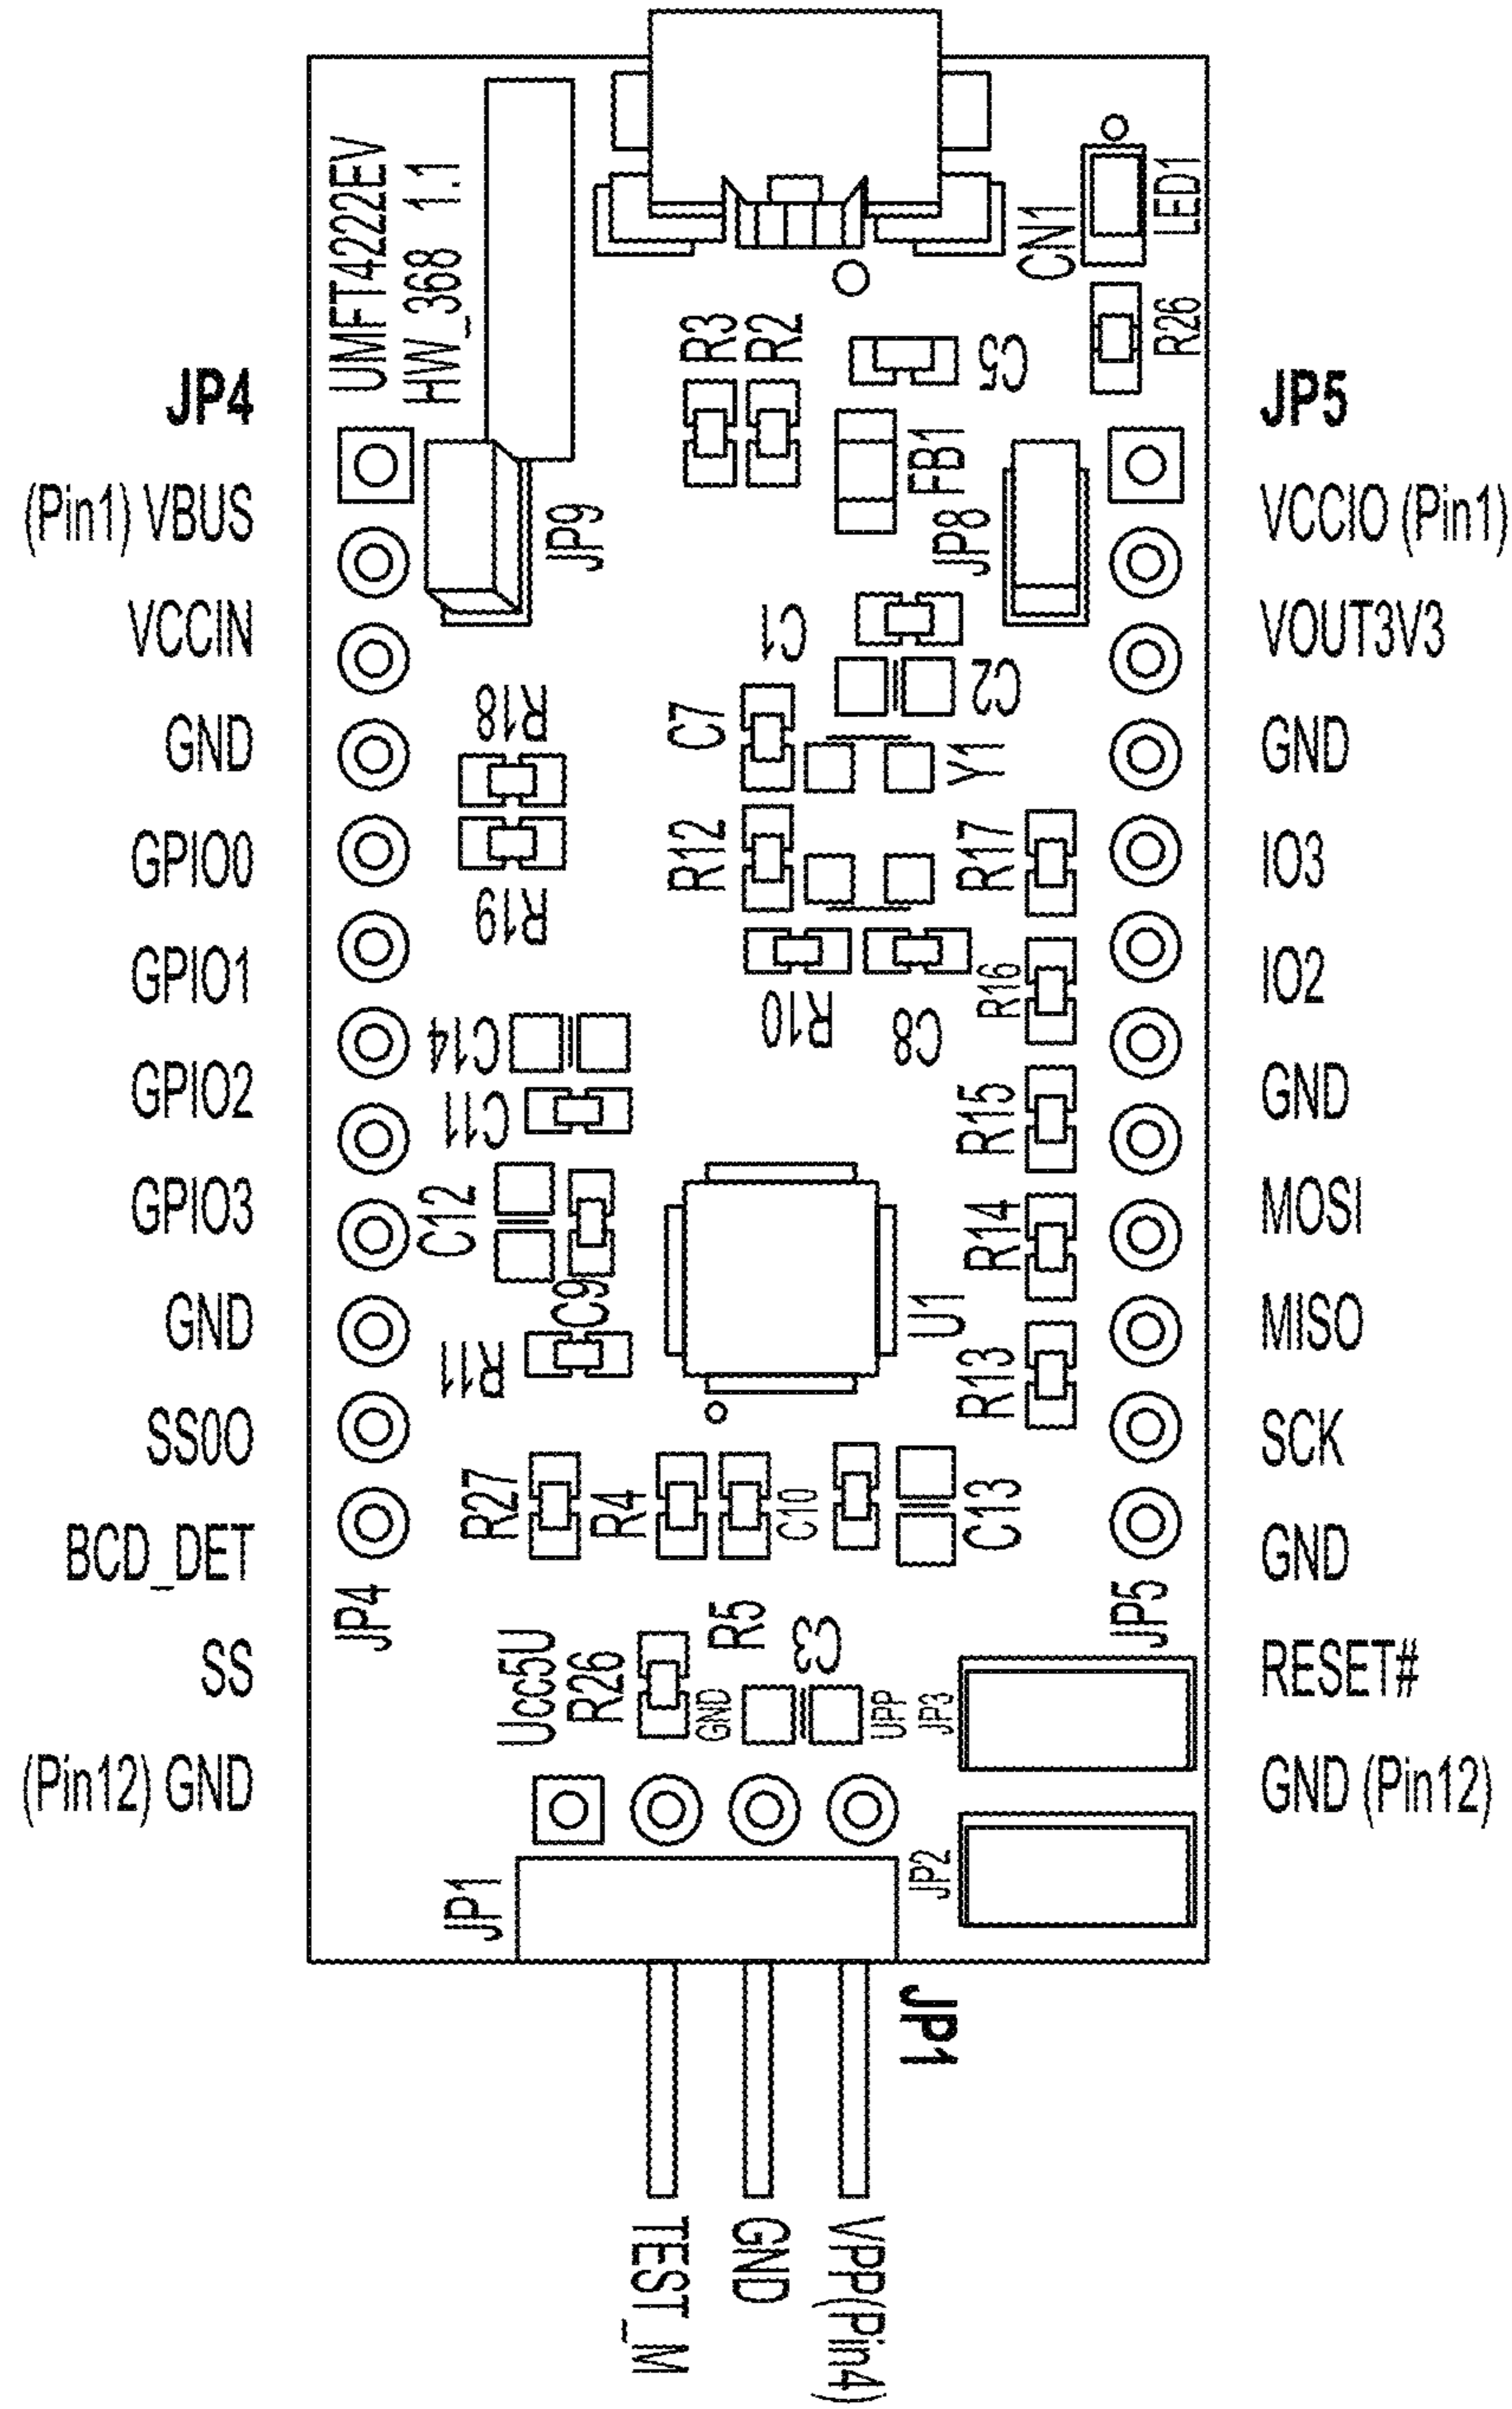 UMFT4222EV
HW_368 1.1
CN1
LED1
R26
R3
R2
C5
FB1
JP9
JP8
JP4
(Pin1) VBUS
VCCIN
GND
GPIO0
GPIO1
GPIO2
GPIO3
GND
SS0O
BCD_DET
SS
(Pin12) GND
JP5
VCCIO (Pin1)
VOUT3V3
GND
IO3
IO2
GND
MOSI
MISO
SCK
GND
RESET#
GND (Pin12)
C1
C2
C7
Y1
R18
R19
R12
R17
R10
C8
R16
C14
C11
R15
C12
C9
R14
U1
R11
R13
R27
R4
C10
C13
JP4
JP5
Ucc5U
R26
R5
C3
GND
UPP
JP3
JP2
JP1
JP1
TEST_M
GND
VPP(Pin4)